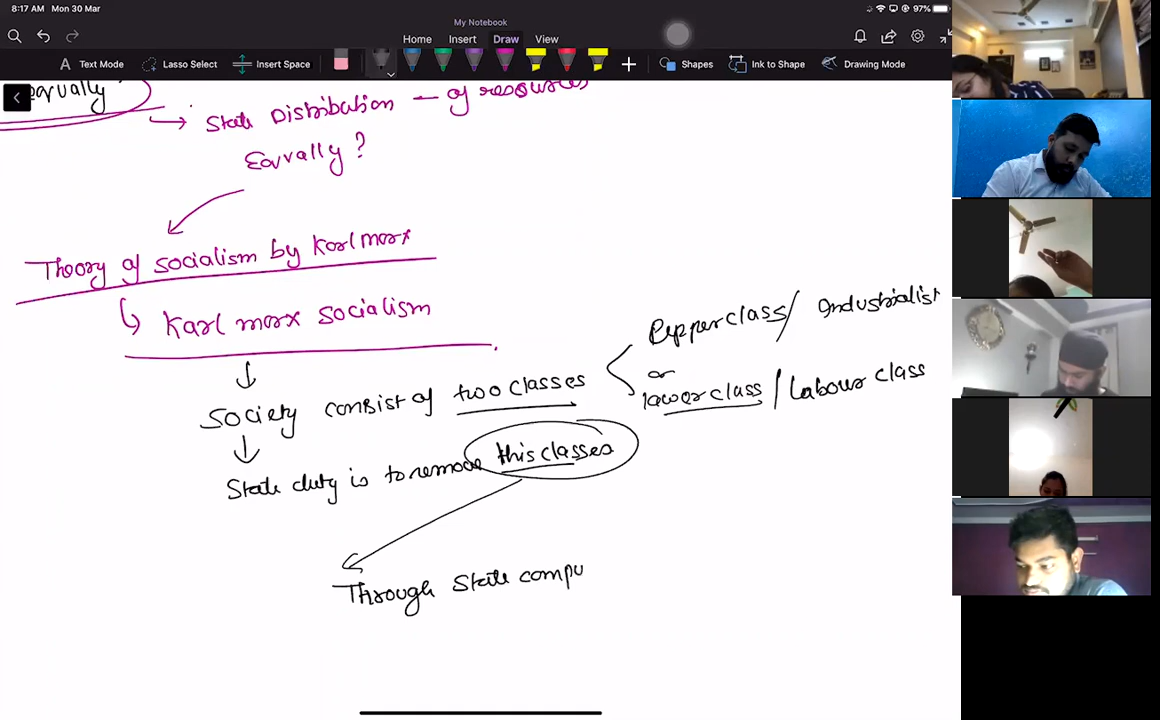 8:17 AM Mon 30 Mar
97%
My Notebook
Home Insert Draw View
Text Mode Lasso Select Insert Space Shapes Ink to Shape Drawing Mode
Eavally
State Distribution — of resources
Eavally?
Theory of socialism by Karl marx
Karl marx socialism
Upperclass/ Industrialist
or
lower class / Labour class
Society consist of two classes
State duty is to remove this classes
Through State compu